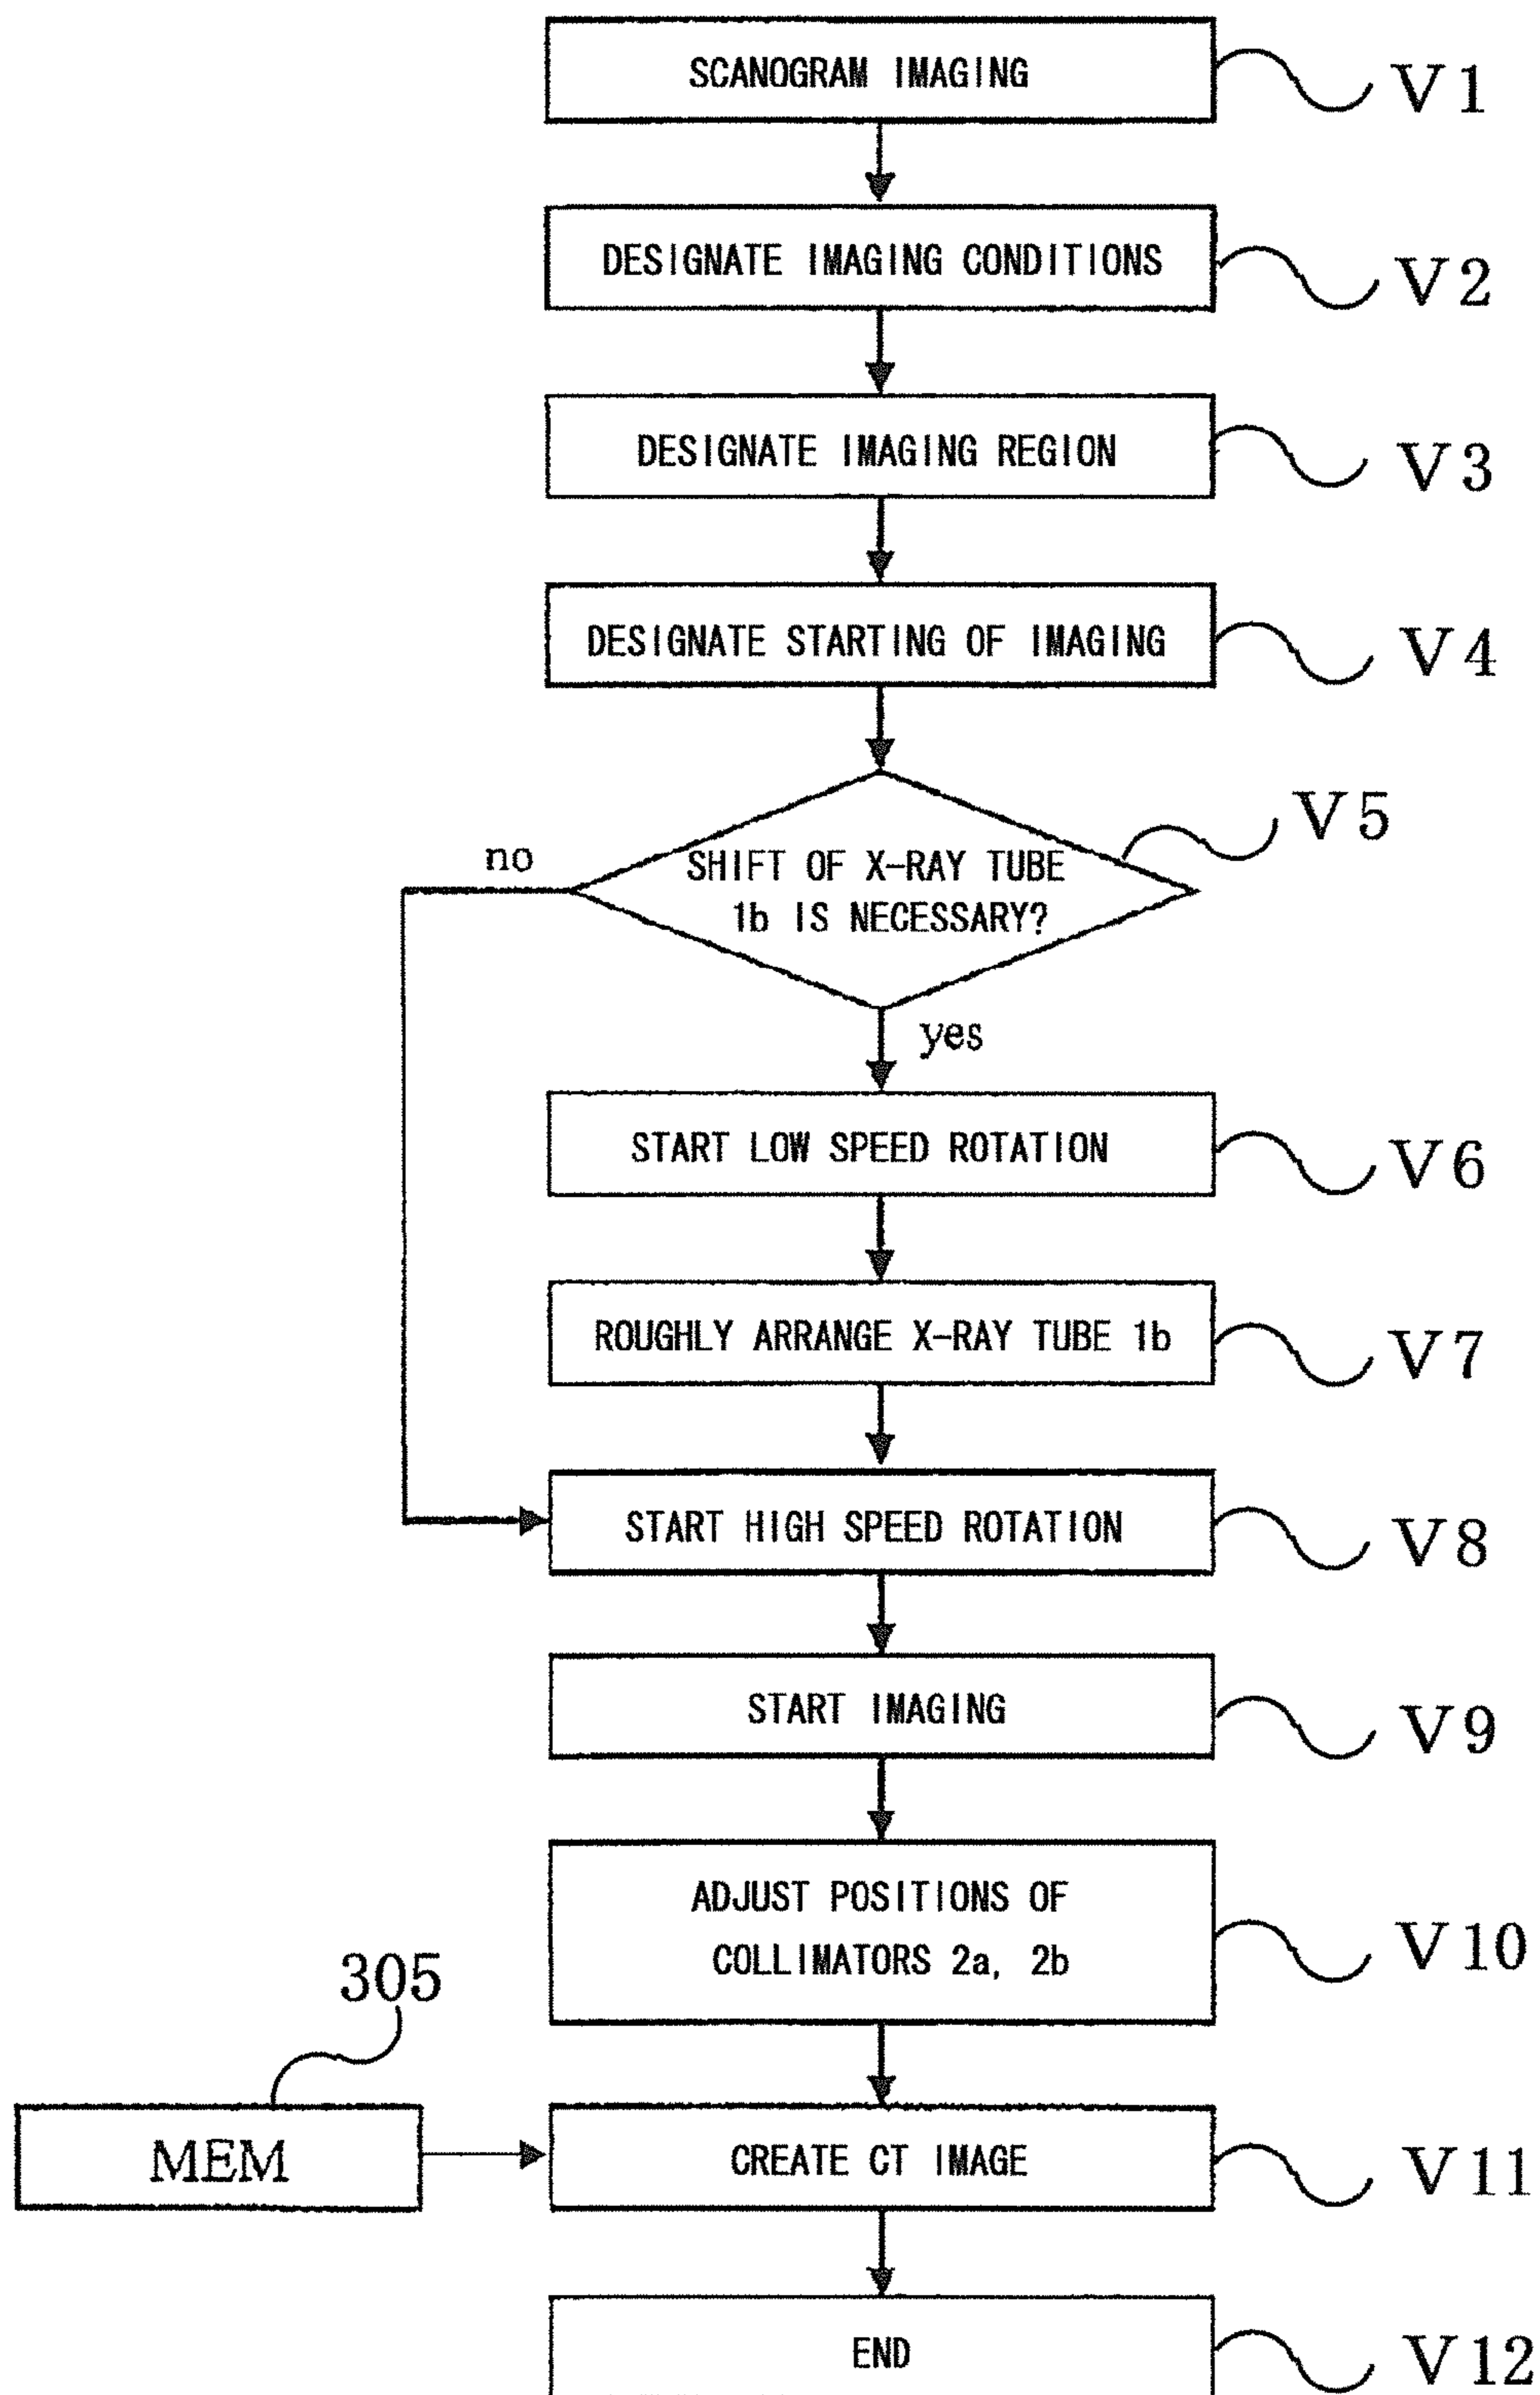 SCANOGRAM IMAGING
V1
DESIGNATE IMAGING CONDITIONS
V2
DESIGNATE IMAGING REGION
V3
DESIGNATE STARTING OF IMAGING
V4
V5
no
SHIFT OF X-RAY TUBE
1b IS NECESSARY?
yes
START LOW SPEED ROTATION
V6
ROUGHLY ARRANGE X-RAY TUBE 1b
V7
START HIGH SPEED ROTATION
V8
START IMAGING
V9
ADJUST POSITIONS OF
COLLIMATORS 2a, 2b
V10
305
MEM
CREATE CT IMAGE
V11
END
V12